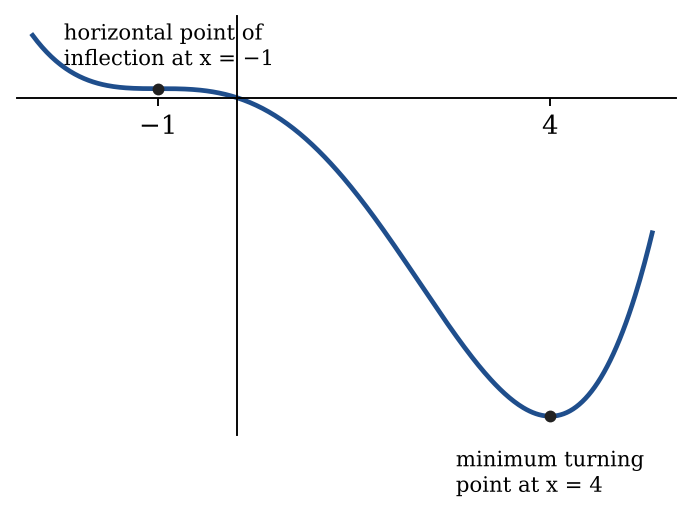 horizontal point of
inflection at x = −1
−1
4
minimum turning
point at x = 4